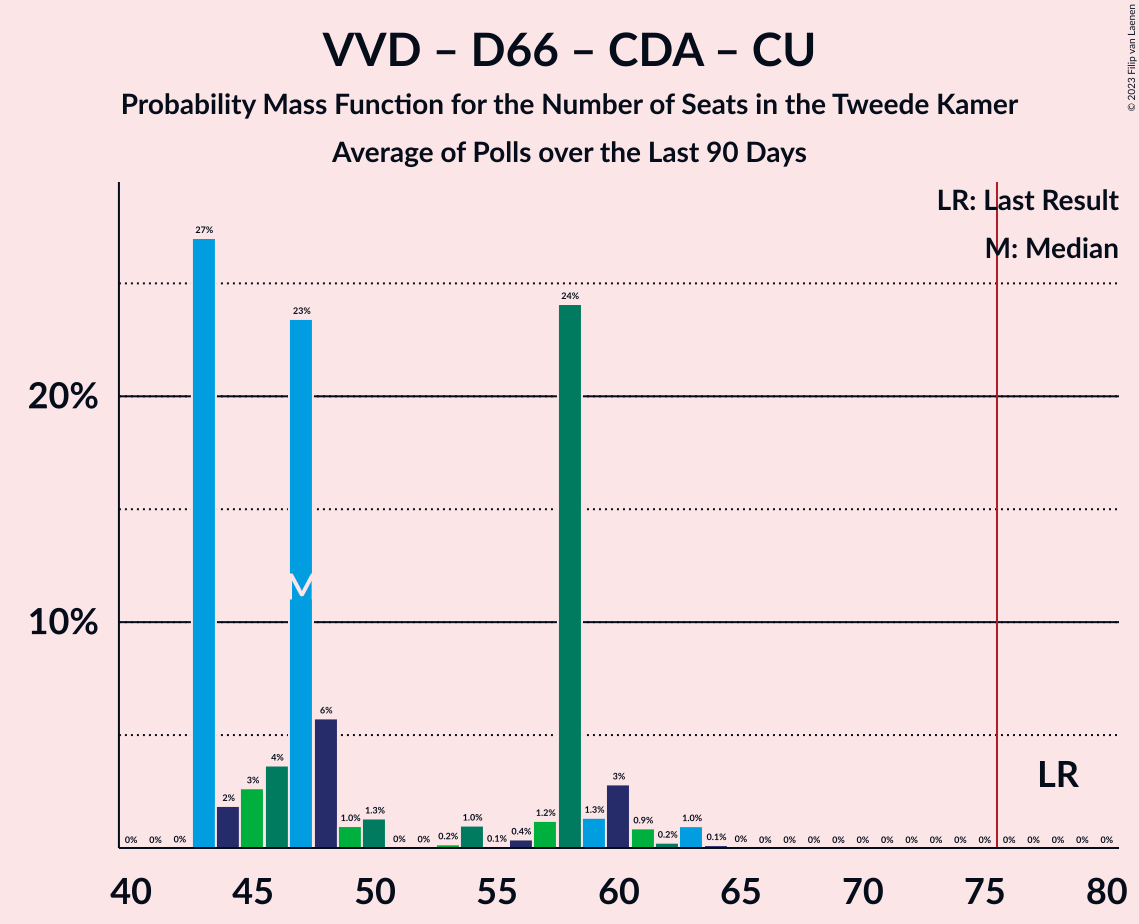 VVD – D66 – CDA – CU
Probability Mass Function for the Number of Seats in the Tweede Kamer
Average of Polls over the Last 90 Days
© 2023 Filip van Laenen
LR: Last Result
M: Median
20%
10%
0% 0% 0% 27% 2% 3% 4% 23% 6% 1.0% 1.3% 0% 0% 0.2% 1.0% 0.1% 0.4% 1.2% 24% 1.3% 3% 0.9% 0.2% 1.0% 0.1% 0% 0% 0% 0% 0% 0% 0% 0% 0% 0% 0% 0% 0% 0% 0% 0%
M
LR
40 45 50 55 60 65 70 75 80